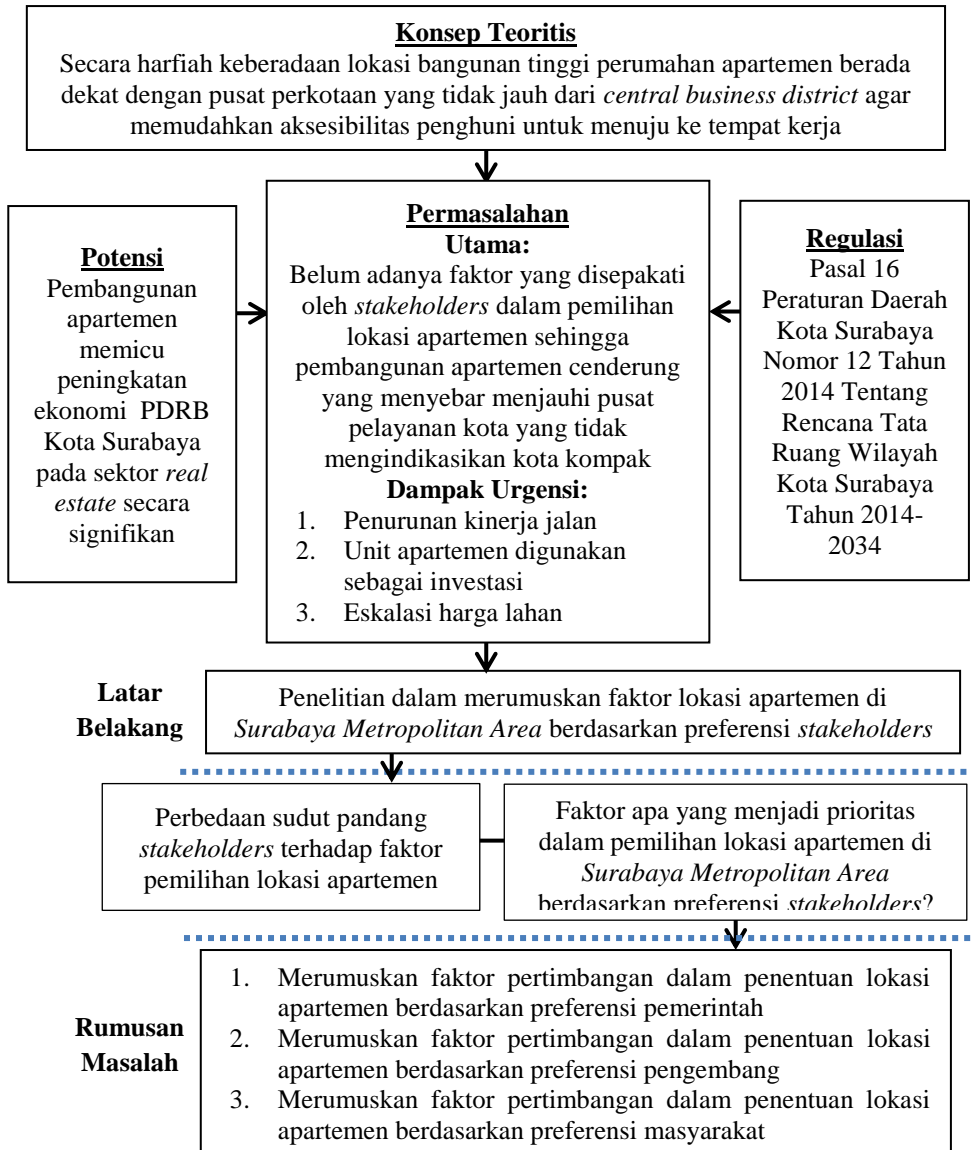 Konsep Teoritis
Secara harfiah keberadaan lokasi bangunan tinggi perumahan apartemen berada
dekat dengan pusat perkotaan yang tidak jauh dari central business district agar
memudahkan aksesibilitas penghuni untuk menuju ke tempat kerja
Potensi
Pembangunan
apartemen
memicu
peningkatan
ekonomi PDRB
Kota Surabaya
pada sektor real
estate secara
signifikan
Permasalahan
Utama:
Belum adanya faktor yang disepakati
oleh stakeholders dalam pemilihan
lokasi apartemen sehingga
pembangunan apartemen cenderung
yang menyebar menjauhi pusat
pelayanan kota yang tidak
mengindikasikan kota kompak
Dampak Urgensi:
1. Penurunan kinerja jalan
2. Unit apartemen digunakan
sebagai investasi
3. Eskalasi harga lahan
Regulasi
Pasal 16
Peraturan Daerah
Kota Surabaya
Nomor 12 Tahun
2014 Tentang
Rencana Tata
Ruang Wilayah
Kota Surabaya
Tahun 2014-
2034
Latar
Belakang
Penelitian dalam merumuskan faktor lokasi apartemen di
Surabaya Metropolitan Area berdasarkan preferensi stakeholders
Perbedaan sudut pandang
stakeholders terhadap faktor
pemilihan lokasi apartemen
Faktor apa yang menjadi prioritas
dalam pemilihan lokasi apartemen di
Surabaya Metropolitan Area
berdasarkan preferensi stakeholders?
Rumusan
Masalah
1. Merumuskan faktor pertimbangan dalam penentuan lokasi
apartemen berdasarkan preferensi pemerintah
2. Merumuskan faktor pertimbangan dalam penentuan lokasi
apartemen berdasarkan preferensi pengembang
3. Merumuskan faktor pertimbangan dalam penentuan lokasi
apartemen berdasarkan preferensi masyarakat